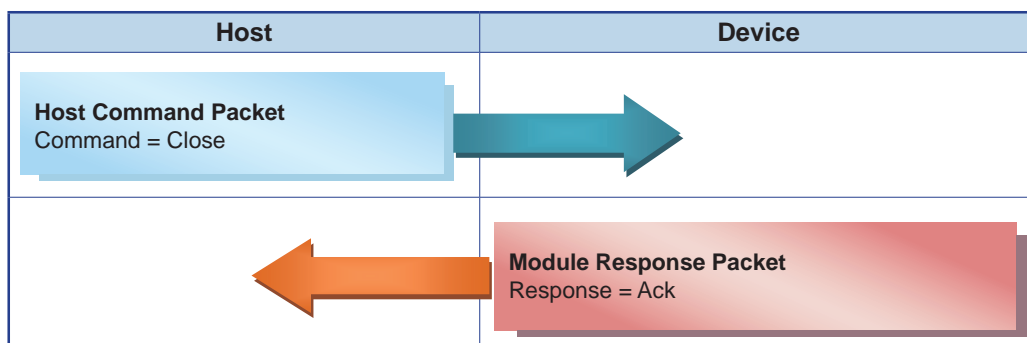 Host
Device
Host Command Packet
Command = Close
Module Response Packet
Response = Ack